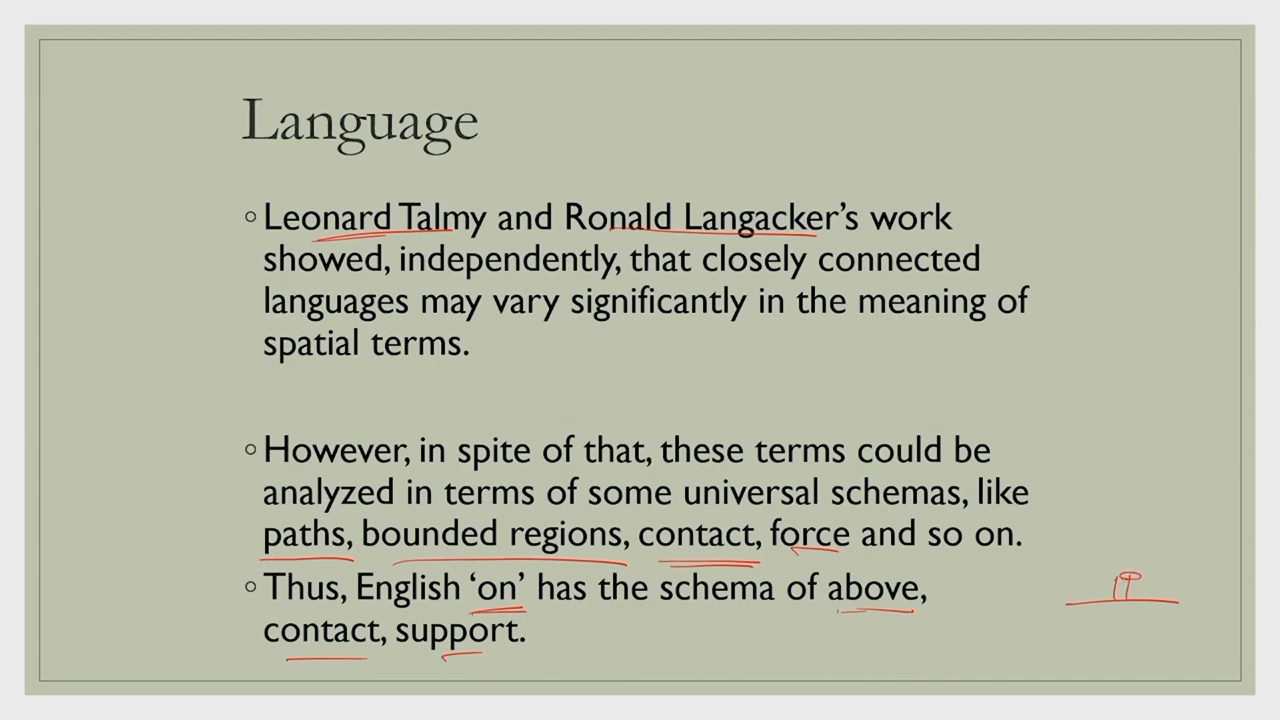 Language
◦ Leonard Talmy and Ronald Langacker’s work
showed, independently, that closely connected
languages may vary significantly in the meaning of
spatial terms.
◦ However, in spite of that, these terms could be
analyzed in terms of some universal schemas, like
paths, bounded regions, contact, force and so on.
◦ Thus, English ‘on’ has the schema of above,
contact, support.